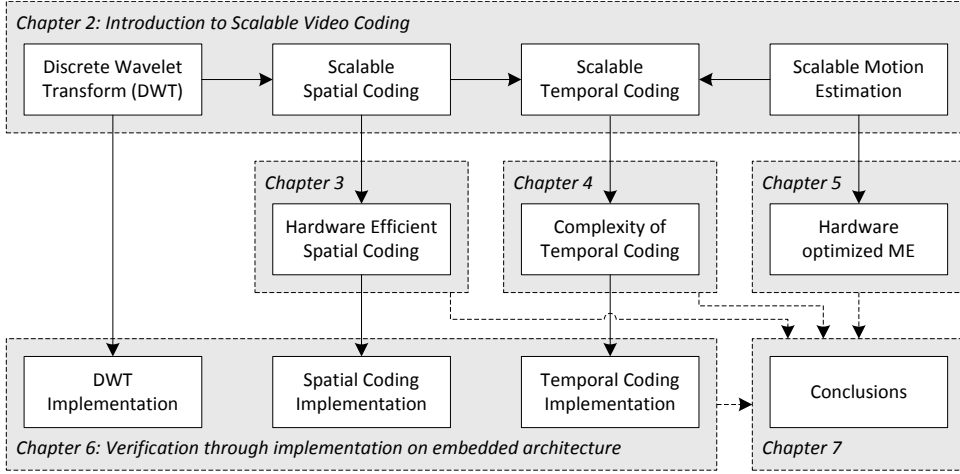 Chapter 2: Introduction to Scalable Video Coding
Discrete Wavelet
Transform (DWT)
Scalable
Spatial Coding
Scalable
Temporal Coding
Scalable Motion
Estimation
Chapter 3
Hardware Efficient
Spatial Coding
Chapter 4
Complexity of
Temporal Coding
Chapter 5
Hardware
optimized ME
DWT
Implementation
Spatial Coding
Implementation
Temporal Coding
Implementation
Chapter 6: Verification through implementation on embedded architecture
Conclusions
Chapter 7